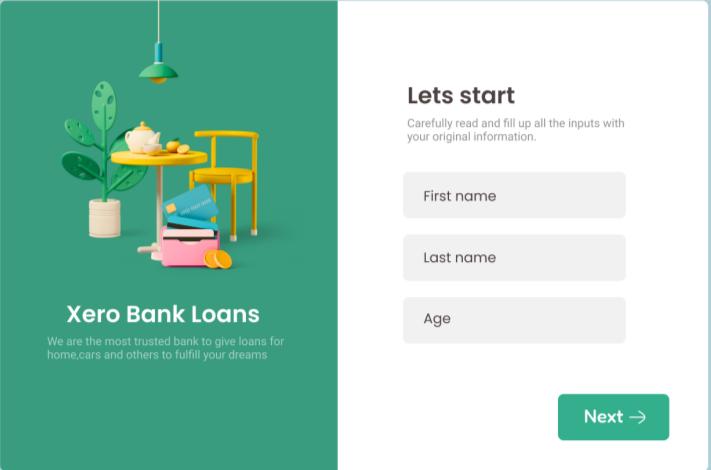 Xero Bank Loans
We are the most trusted bank to give loans for
home,cars and others to fulfill your dreams
Lets start
Carefully read and fill up all the inputs with
your original information.
First name
Last name
Age
Next